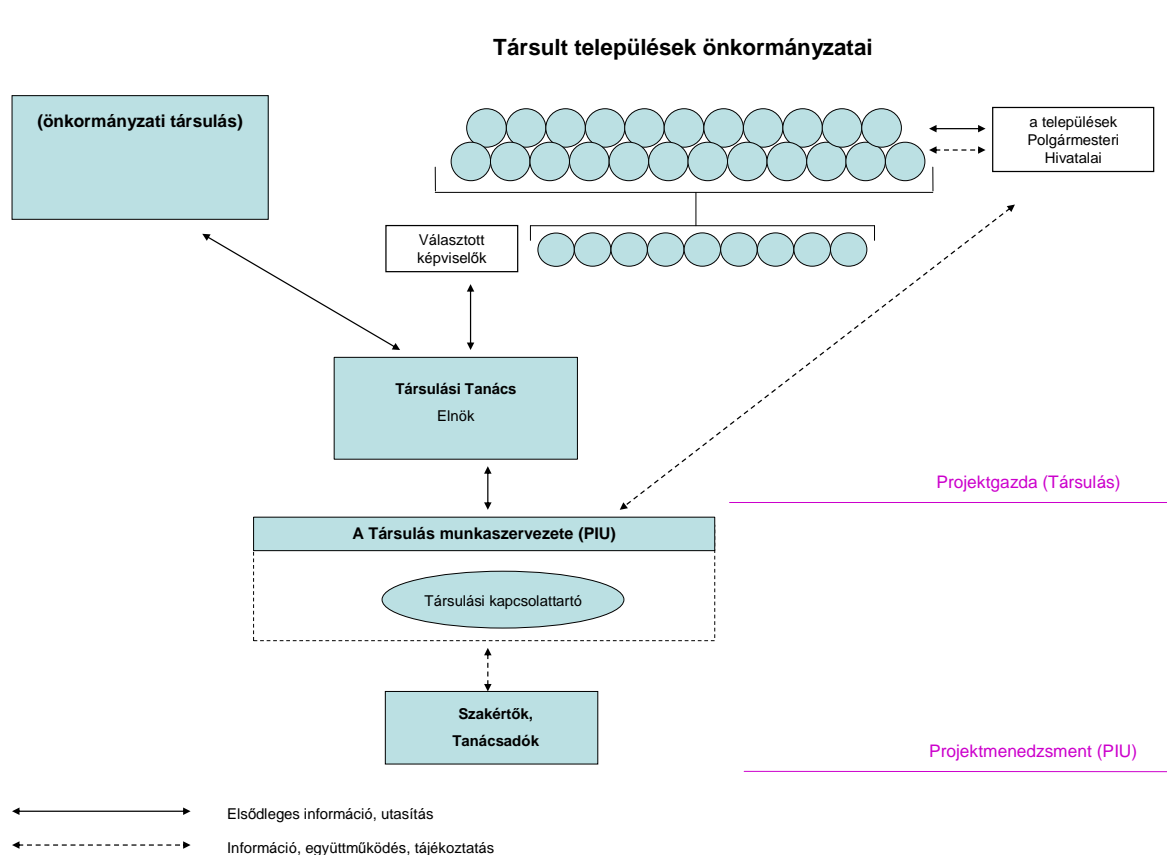 Társult települések önkormányzatai
(önkormányzati társulás)
a települések
Polgármesteri
Hivatalai
Választott
képviselők
Társulási Tanács
Elnök
Projektgazda (Társulás)
A Társulás munkaszervezete (PIU)
Társulási kapcsolattartó
Szakértők,
Tanácsadók
Projektmenedzsment (PIU)
Elsődleges információ, utasítás
Információ, együttműködés, tájékoztatás